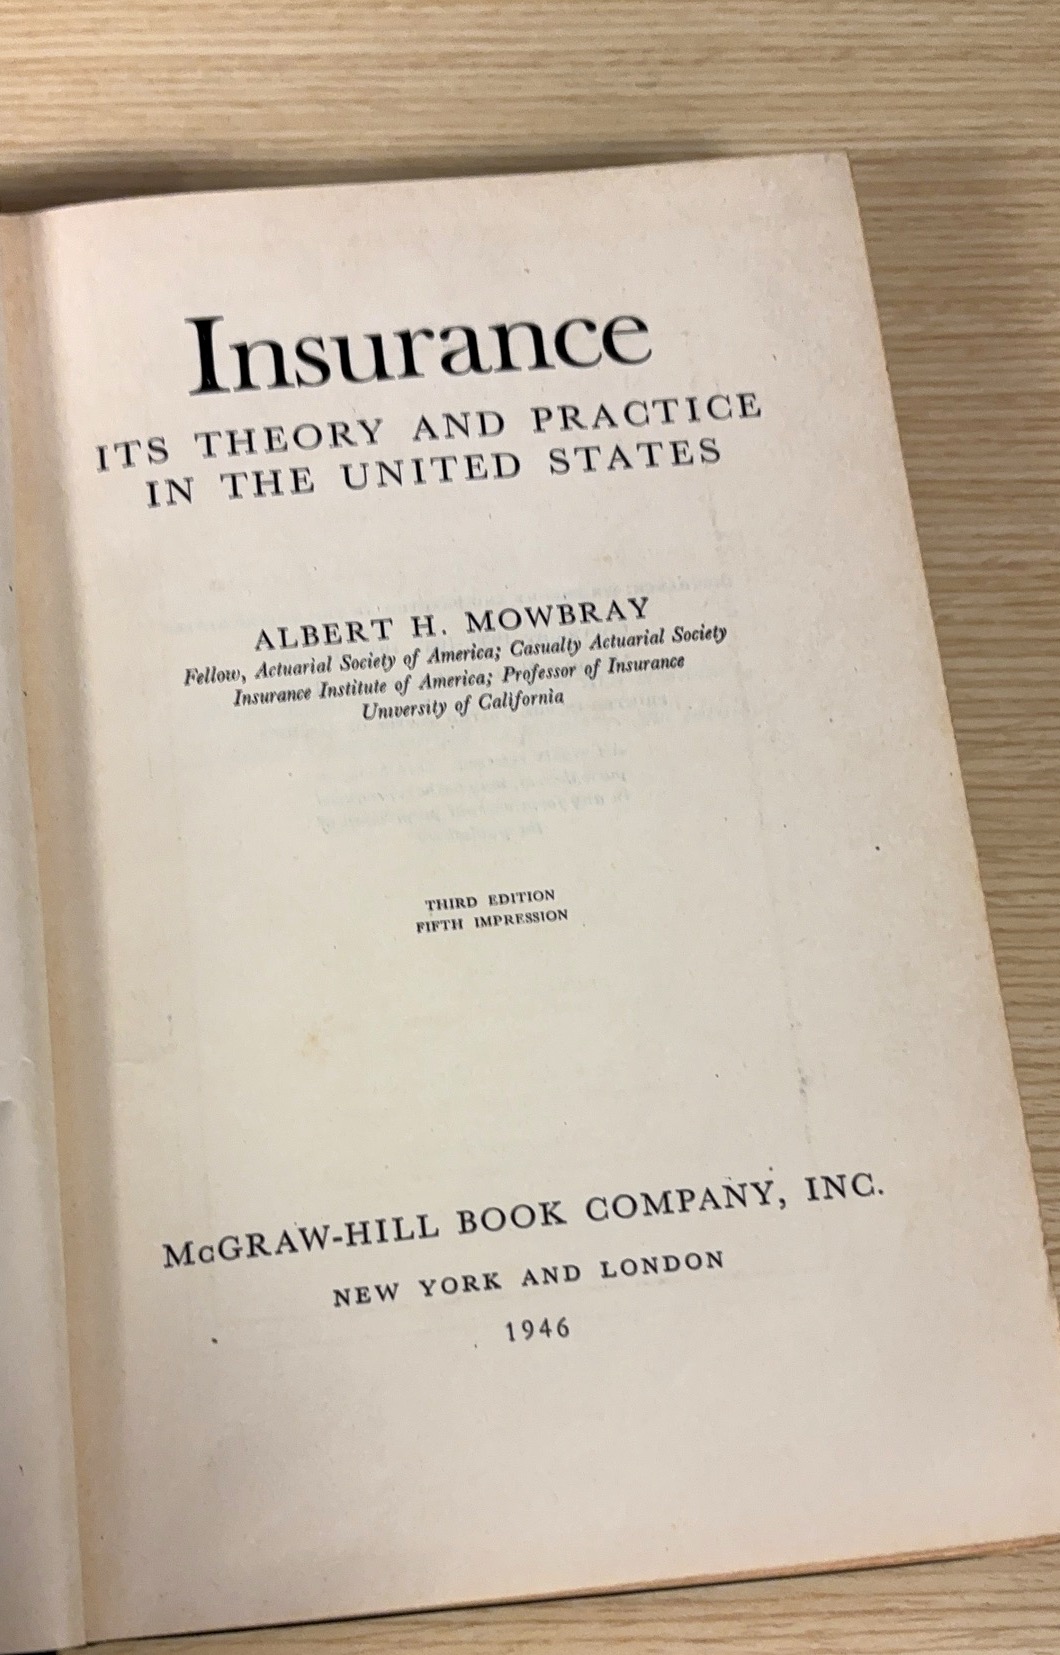 Insurance
ITS THEORY AND PRACTICE
IN THE UNITED STATES
ALBERT H. MOWBRAY
Fellow, Actuarial Society of America; Casualty Actuarial Society
Insurance Institute of America; Professor of Insurance
University of California
THIRD EDITION
FIFTH IMPRESSION
McGRAW-HILL BOOK COMPANY, INC.
NEW YORK AND LONDON
1946